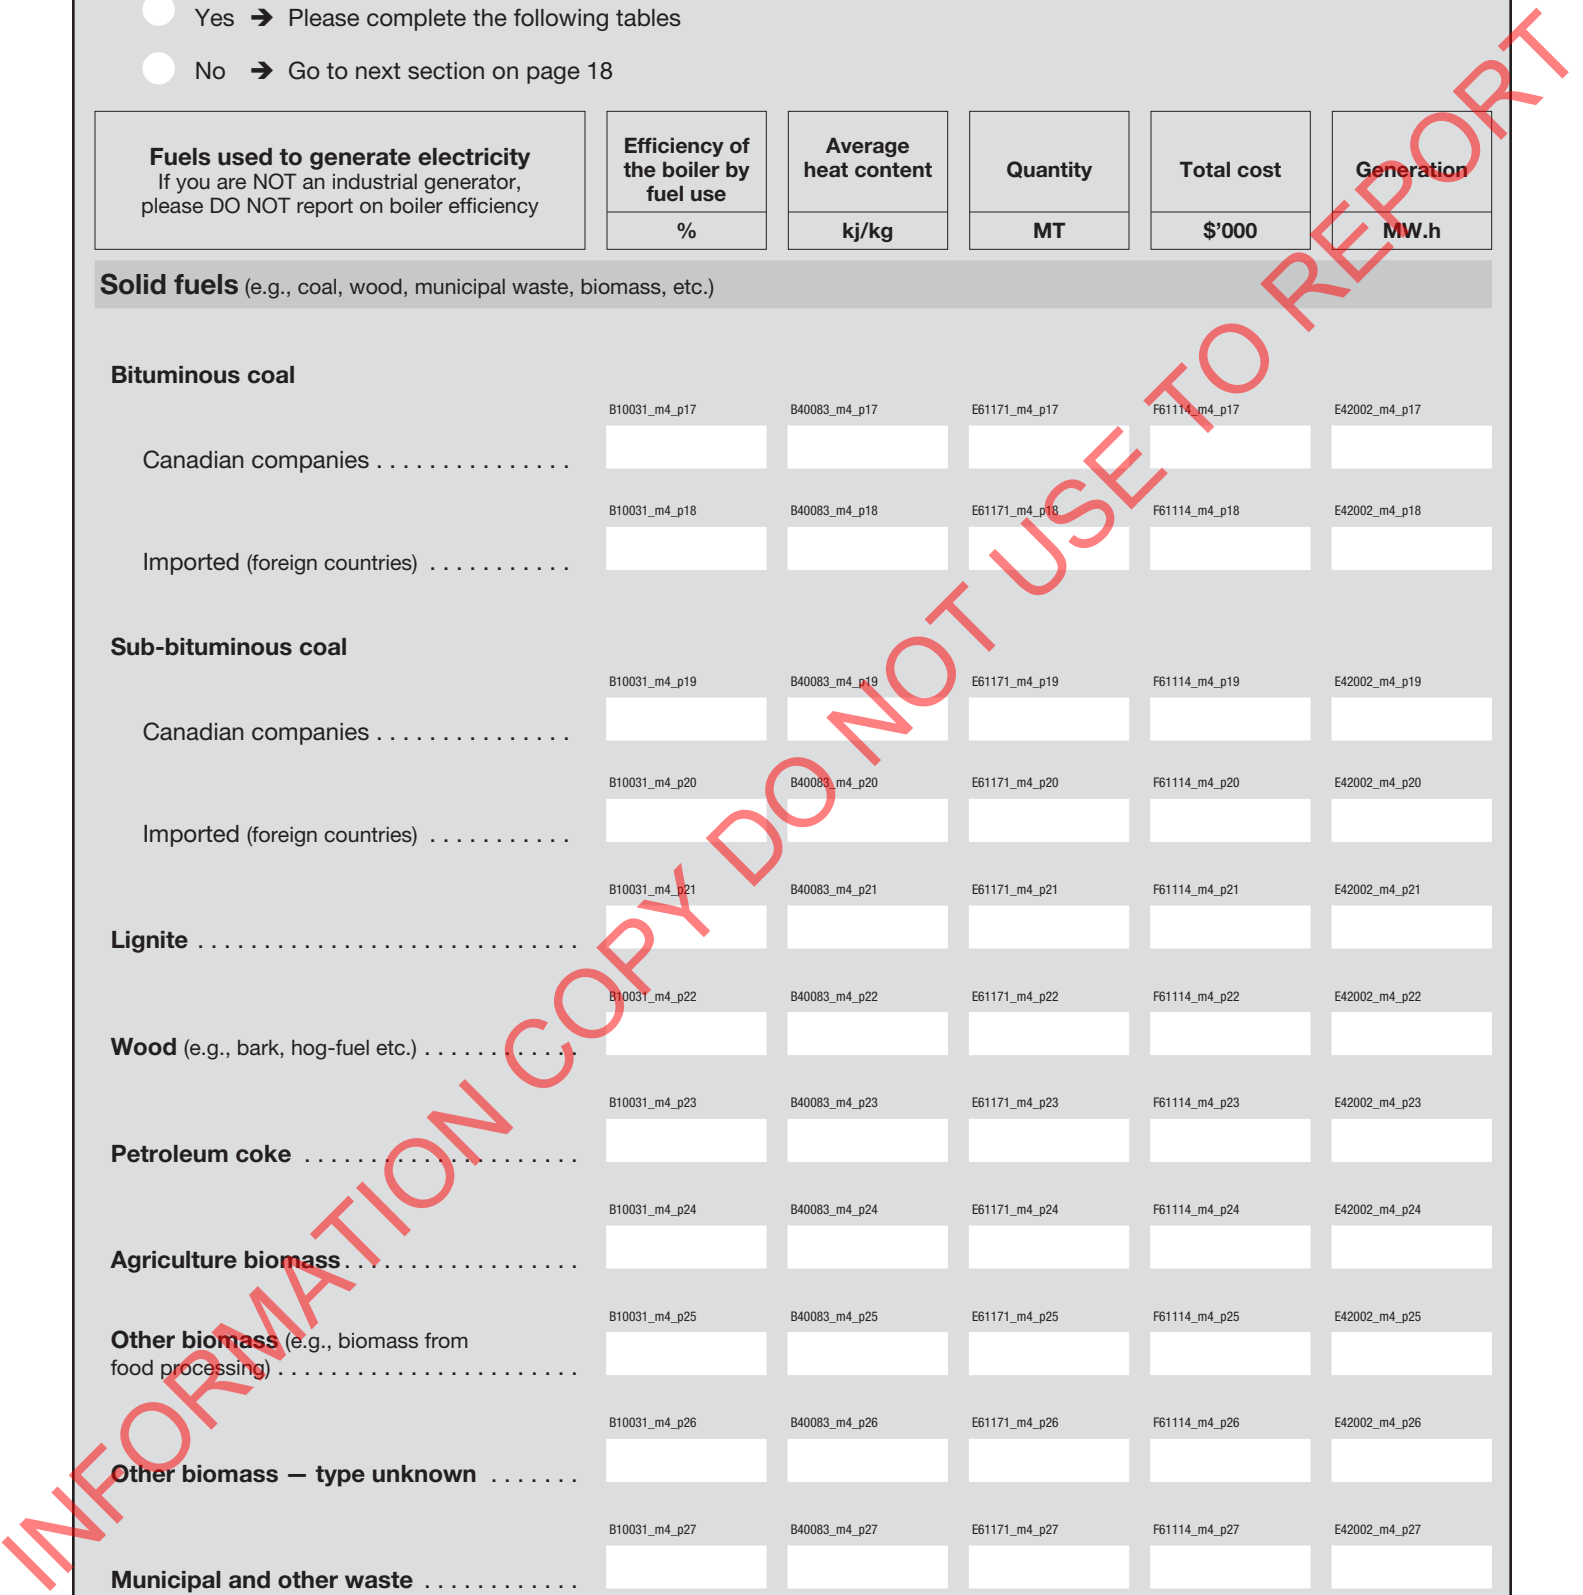 Yes ➔ Please complete the following tables
No ➔ Go to next section on page 18
Fuels used to generate electricity
If you are NOT an industrial generator,
please DO NOT report on boiler efficiency
Efficiency of
the boiler by
fuel use
%
Average
heat content
kj/kg
Quantity
MT
Total cost
$’000
Generation
MW.h
Solid fuels (e.g., coal, wood, municipal waste, biomass, etc.)
Bituminous coal
B10031_m4_p17 B40083_m4_p17 E61171_m4_p17 F61114_m4_p17 E42002_m4_p17
Canadian companies . . . . . . . . . . . . . . .
B10031_m4_p18 B40083_m4_p18 E61171_m4_p18 F61114_m4_p18 E42002_m4_p18
Imported (foreign countries) . . . . . . . . . . .
Sub-bituminous coal
B10031_m4_p19 B40083_m4_p19 E61171_m4_p19 F61114_m4_p19 E42002_m4_p19
Canadian companies . . . . . . . . . . . . . . .
B10031_m4_p20 B40083_m4_p20 E61171_m4_p20 F61114_m4_p20 E42002_m4_p20
Imported (foreign countries) . . . . . . . . . . .
B10031_m4_p21 B40083_m4_p21 E61171_m4_p21 F61114_m4_p21 E42002_m4_p21
Lignite . . . . . . . . . . . . . . . . . . . . . . . . . . . . .
B10031_m4_p22 B40083_m4_p22 E61171_m4_p22 F61114_m4_p22 E42002_m4_p22
Wood (e.g., bark, hog-fuel etc.) . . . . . . . . . . . .
B10031_m4_p23 B40083_m4_p23 E61171_m4_p23 F61114_m4_p23 E42002_m4_p23
Petroleum coke . . . . . . . . . . . . . . . . . . . . .
B10031_m4_p24 B40083_m4_p24 E61171_m4_p24 F61114_m4_p24 E42002_m4_p24
Agriculture biomass . . . . . . . . . . . . . . . . . .
B10031_m4_p25 B40083_m4_p25 E61171_m4_p25 F61114_m4_p25 E42002_m4_p25
Other biomass (e.g., biomass from
food processing) . . . . . . . . . . . . . . . . . . . . . . .
B10031_m4_p26 B40083_m4_p26 E61171_m4_p26 F61114_m4_p26 E42002_m4_p26
Other biomass — type unknown . . . . . . .
B10031_m4_p27 B40083_m4_p27 E61171_m4_p27 F61114_m4_p27 E42002_m4_p27
Municipal and other waste . . . . . . . . . . . .
INFORMATION COPY DO NOT USE TO REPORT